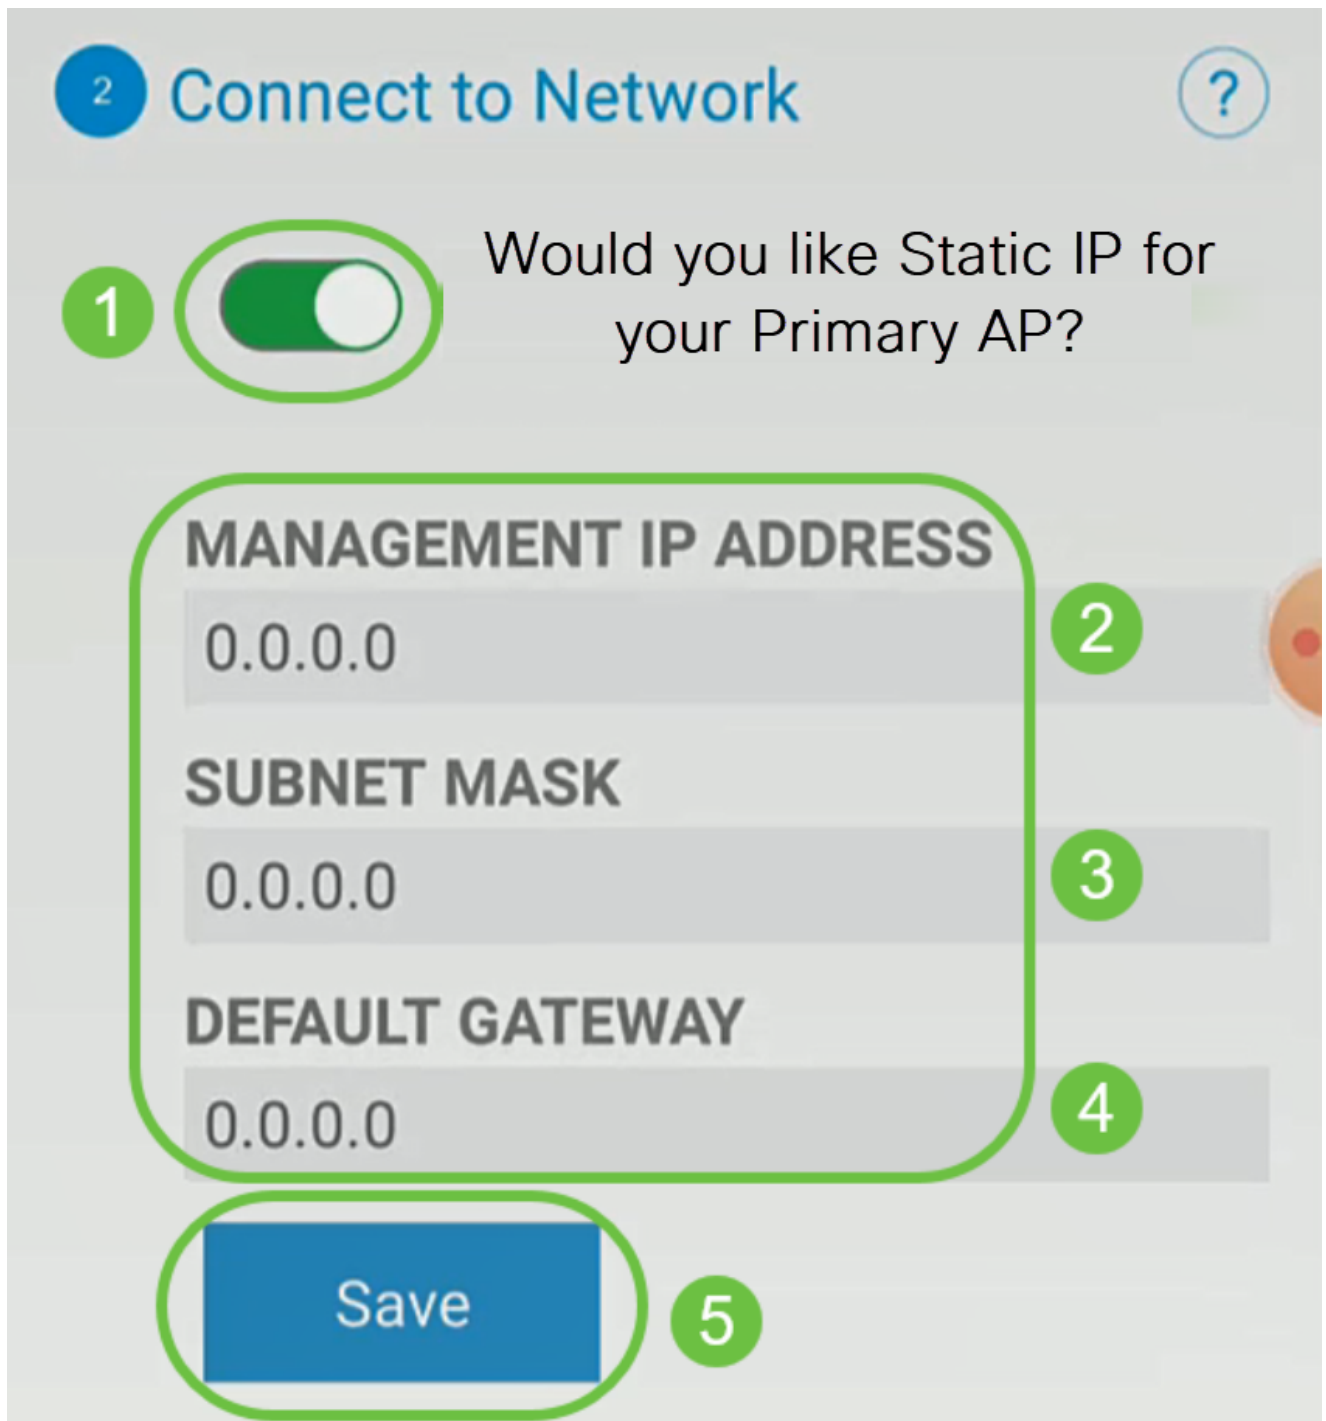 2 Connect to Network ?
1 Would you like Static IP for
your Primary AP?
MANAGEMENT IP ADDRESS
0.0.0.0 2
SUBNET MASK
0.0.0.0 3
DEFAULT GATEWAY
0.0.0.0 4
Save 5